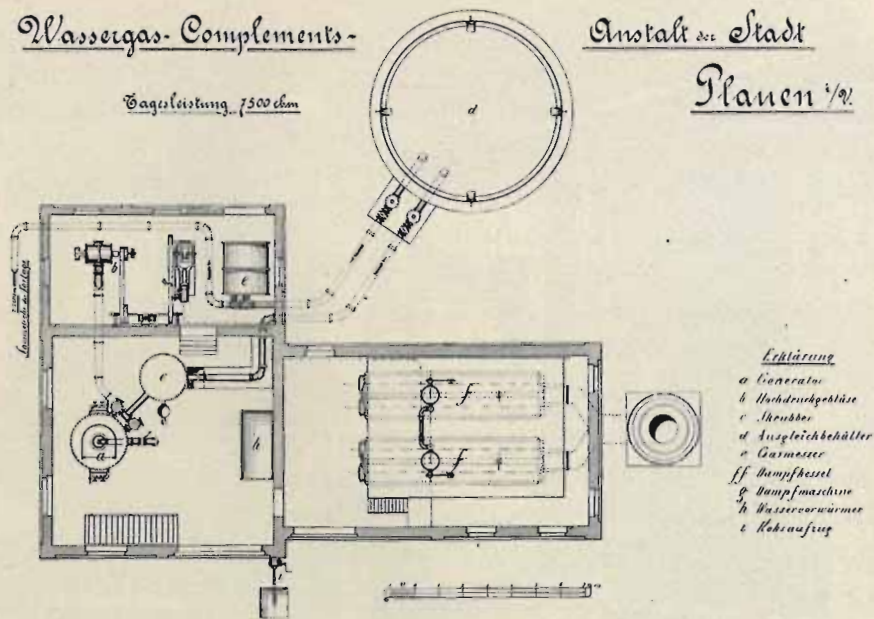 Wassergas-Complements-
Anstalt der Stadt
Plauen i/V.
Tagesleistung 7500 cbm
b
g
e
d
c
a
h
f
f
i
Erklärung
a Generator
b Hochdruckgebläse
c Skrubber
d Ausgleichbehälter
e Gasmesser
ff Dampfkessel
g Dampfmaschine
h Wasservorwärmer
i Koksaufzug